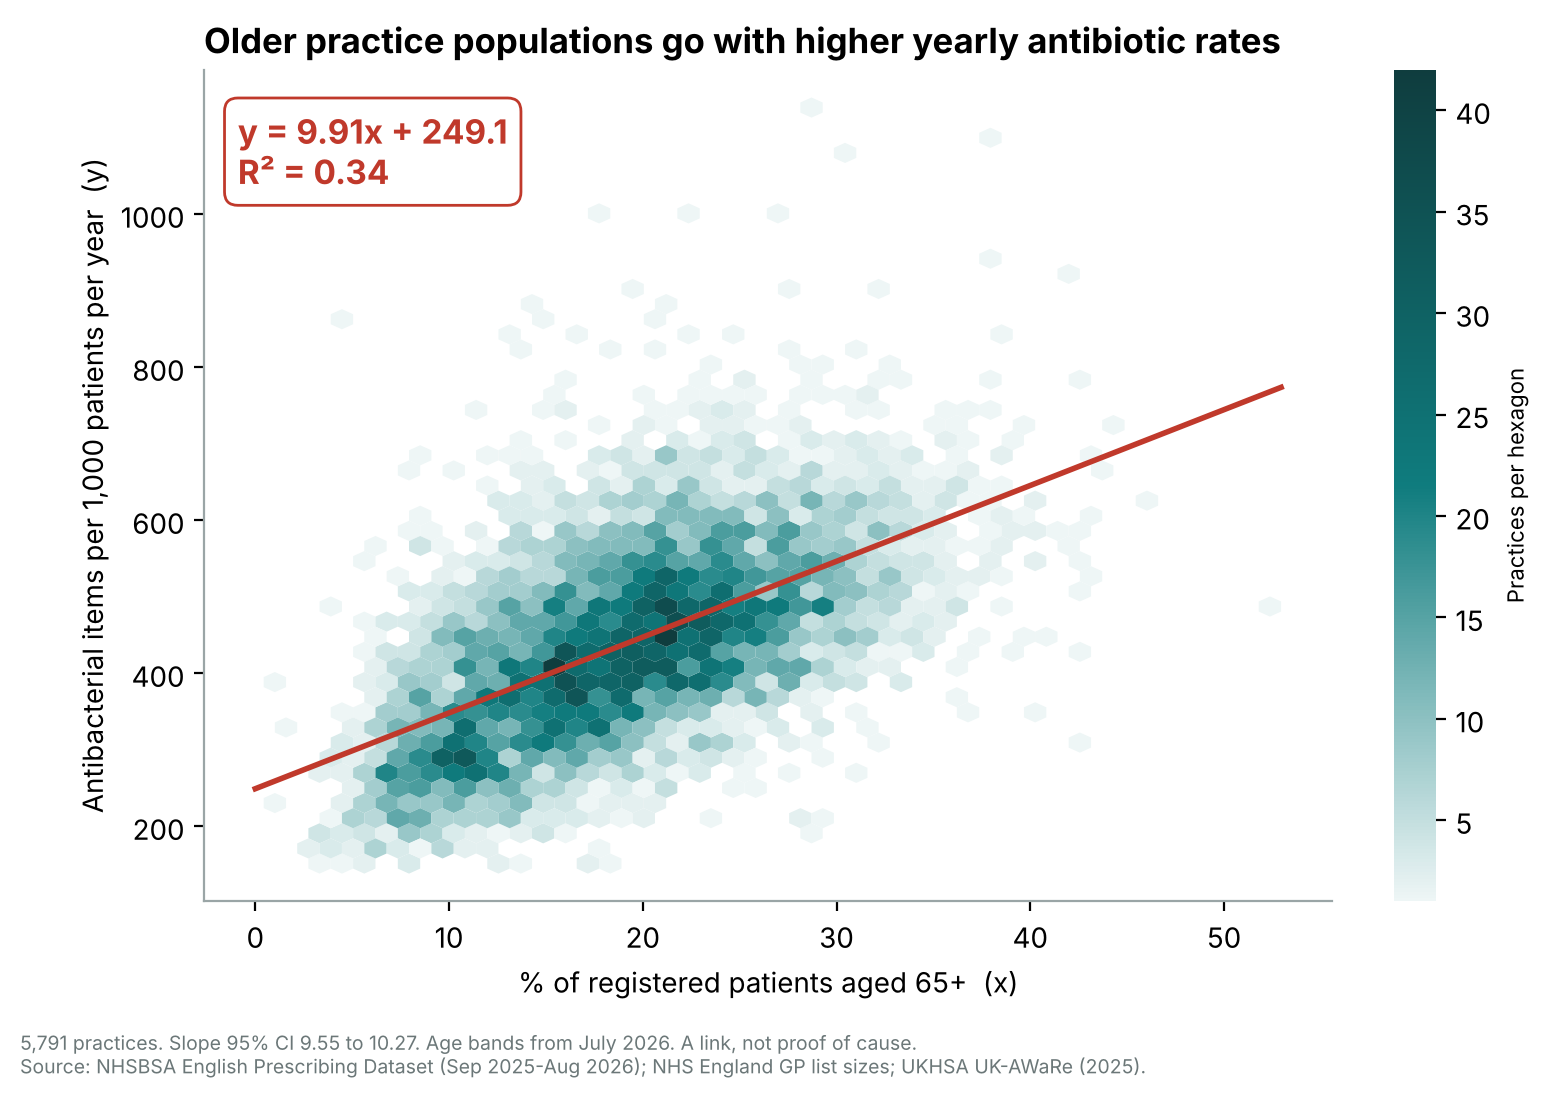 Older practice populations go with higher yearly antibiotic rates
y = 9.91x + 249.1
R² = 0.34
Antibacterial items per 1,000 patients per year (y)
1000
800
600
400
200
0
10
20
30
40
50
% of registered patients aged 65+ (x)
40
35
30
25
20
15
10
5
Practices per hexagon
5,791 practices. Slope 95% CI 9.55 to 10.27. Age bands from July 2026. A link, not proof of cause.
Source: NHSBSA English Prescribing Dataset (Sep 2025-Aug 2026); NHS England GP list sizes; UKHSA UK-AWaRe (2025).